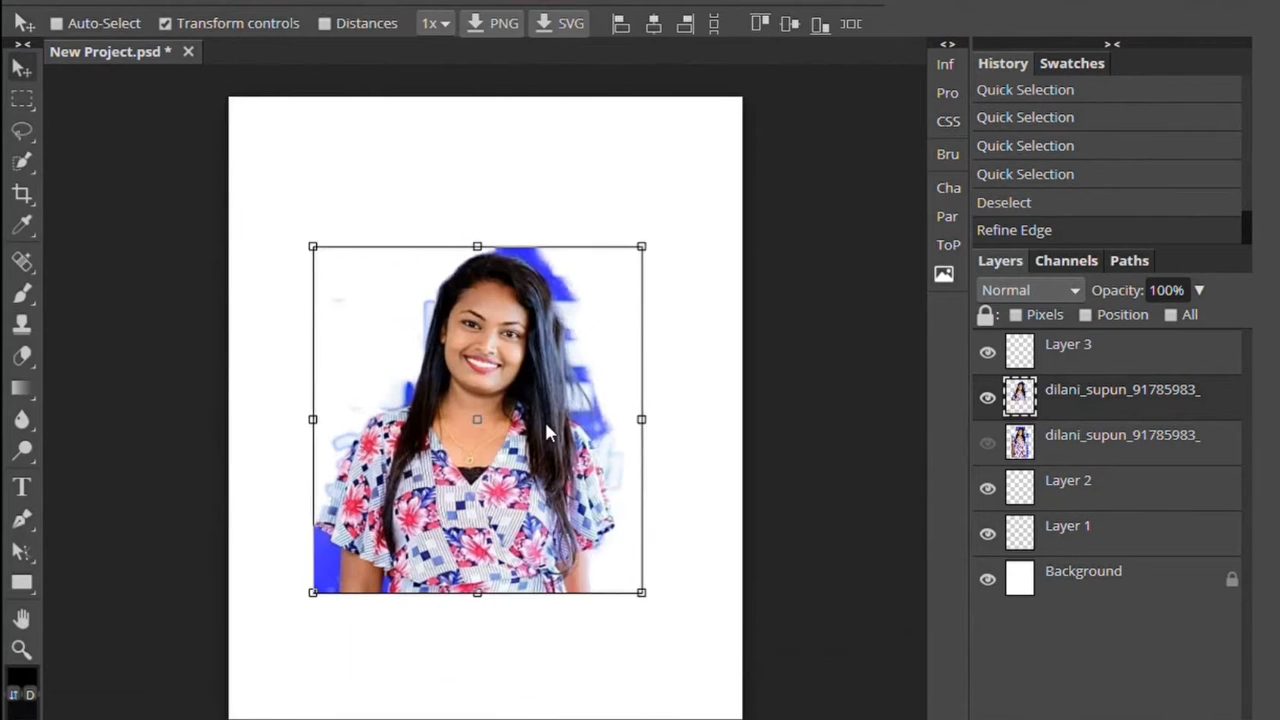 Auto-Select Transform controls Distances 1x PNG SVG
New Project.psd *
Inf
Pro
CSS
Bru
Cha
Par
ToP
History Swatches
Quick Selection
Quick Selection
Quick Selection
Quick Selection
Deselect
Refine Edge
Layers Channels Paths
Normal Opacity: 100%
: Pixels Position All
Layer 3
dilani_supun_91785983_
dilani_supun_91785983_
Layer 2
Layer 1
Background
T
D